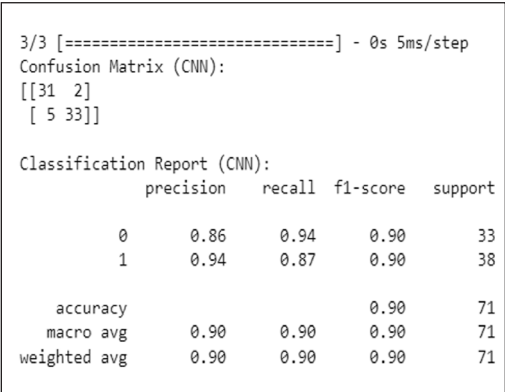 3/3 [==============================] - 0s 5ms/step
Confusion Matrix (CNN):
[[31  2]
 [ 5 33]]
Classification Report (CNN):
              precision    recall  f1-score   support
           0       0.86      0.94      0.90        33
           1       0.94      0.87      0.90        38
    accuracy                           0.90        71
   macro avg       0.90      0.90      0.90        71
weighted avg       0.90      0.90      0.90        71